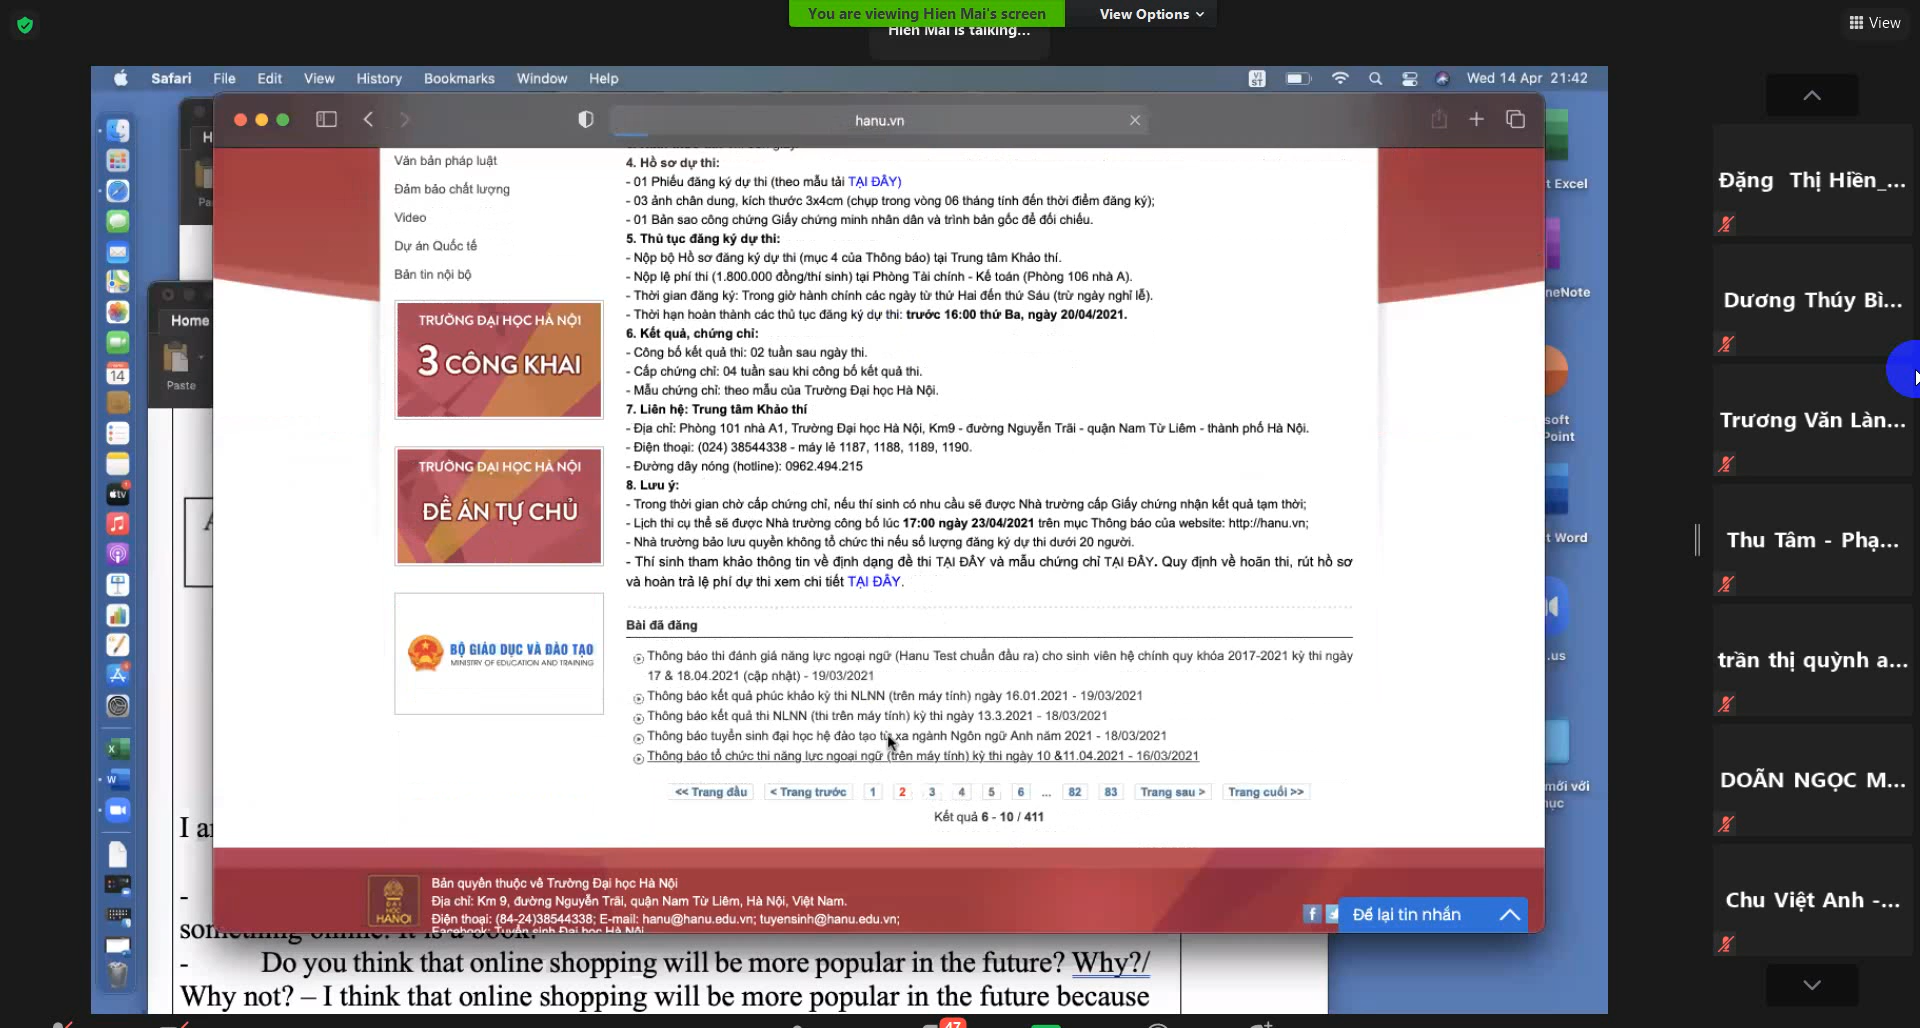 You are viewing Hien Mai's screen
View Options
View
Hien Mai is talking...
Safari File Edit View History Bookmarks Window Help
VI
ST
Wed 14 Apr 21:42
hanu.vn
Văn bản pháp luật
Đảm bảo chất lượng
Video
Dự án Quốc tế
Bản tin nội bộ
TRƯỜNG ĐẠI HỌC HÀ NỘI
3 CÔNG KHAI
TRƯỜNG ĐẠI HỌC HÀ NỘI
ĐỀ ÁN TỰ CHỦ
BỘ GIÁO DỤC VÀ ĐÀO TẠO
MINISTRY OF EDUCATION AND TRAINING
4. Hồ sơ dự thi:
- 01 Phiếu đăng ký dự thi (theo mẫu tải TẠI ĐÂY)
- 03 ảnh chân dung, kích thước 3x4cm (chụp trong vòng 06 tháng tính đến thời điểm đăng ký);
- 01 Bản sao công chứng Giấy chứng minh nhân dân và trình bản gốc để đối chiếu.
5. Thủ tục đăng ký dự thi:
- Nộp bộ Hồ sơ đăng ký dự thi (mục 4 của Thông báo) tại Trung tâm Khảo thí.
- Nộp lệ phí thi (1.800.000 đồng/thí sinh) tại Phòng Tài chính - Kế toán (Phòng 106 nhà A).
- Thời gian đăng ký: Trong giờ hành chính các ngày từ thứ Hai đến thứ Sáu (trừ ngày nghỉ lễ).
- Thời hạn hoàn thành các thủ tục đăng ký dự thi: trước 16:00 thứ Ba, ngày 20/04/2021.
6. Kết quả, chứng chỉ:
- Công bố kết quả thi: 02 tuần sau ngày thi.
- Cấp chứng chỉ: 04 tuần sau khi công bố kết quả thi.
- Mẫu chứng chỉ: theo mẫu của Trường Đại học Hà Nội.
7. Liên hệ: Trung tâm Khảo thí
- Địa chỉ: Phòng 101 nhà A1, Trường Đại học Hà Nội, Km9 - đường Nguyễn Trãi - quận Nam Từ Liêm - thành phố Hà Nội.
- Điện thoại: (024) 38544338 - máy lẻ 1187, 1188, 1189, 1190.
- Đường dây nóng (hotline): 0962.494.215
8. Lưu ý:
- Trong thời gian chờ cấp chứng chỉ, nếu thí sinh có nhu cầu sẽ được Nhà trường cấp Giấy chứng nhận kết quả tạm thời;
- Lịch thi cụ thể sẽ được Nhà trường công bố lúc 17:00 ngày 23/04/2021 trên mục Thông báo của website: http://hanu.vn;
- Nhà trường bảo lưu quyền không tổ chức thi nếu số lượng đăng ký dự thi dưới 20 người.
- Thí sinh tham khảo thông tin về định dạng đề thi TẠI ĐÂY và mẫu chứng chỉ TẠI ĐÂY. Quy định về hoãn thi, rút hồ sơ
và hoàn trả lệ phí dự thi xem chi tiết TẠI ĐÂY.
Bài đã đăng
Thông báo thi đánh giá năng lực ngoại ngữ (Hanu Test chuẩn đầu ra) cho sinh viên hệ chính quy khóa 2017-2021 kỳ thi ngày
17 & 18.04.2021 (cập nhật) - 19/03/2021
Thông báo kết quả phúc khảo kỳ thi NLNN (trên máy tính) ngày 16.01.2021 - 19/03/2021
Thông báo kết quả thi NLNN (thi trên máy tính) kỳ thi ngày 13.3.2021 - 18/03/2021
Thông báo tuyển sinh đại học hệ đào tạo từ xa ngành Ngôn ngữ Anh năm 2021 - 18/03/2021
Thông báo tổ chức thi năng lực ngoại ngữ (trên máy tính) kỳ thi ngày 10 &11.04.2021 - 16/03/2021
<< Trang đầu < Trang trước 1 2 3 4 5 6 ... 82 83 Trang sau > Trang cuối >>
Kết quả 6 - 10 / 411
ĐẠI HỌC
HANOI
Bản quyền thuộc về Trường Đại học Hà Nội
Địa chỉ: Km 9, đường Nguyễn Trãi, quận Nam Từ Liêm, Hà Nội, Việt Nam.
Điện thoại: (84-24)38544338; E-mail: hanu@hanu.edu.vn; tuyensinh@hanu.edu.vn;
Facebook: Tuyển sinh Đại học Hà Nội
Để lại tin nhắn
Home
Paste
14
tv
I a
- something online. It is a book.
- Do you think that online shopping will be more popular in the future? Why?/
Why not? – I think that online shopping will be more popular in the future because
t Excel
neNote
soft
Point
t Word
.us
mới với
ục
Đặng Thị Hiền_...
Dương Thúy Bì...
Trương Văn Làn...
Thu Tâm - Phạ...
trần thị quỳnh a...
DOÃN NGỌC M...
Chu Việt Anh -...
47